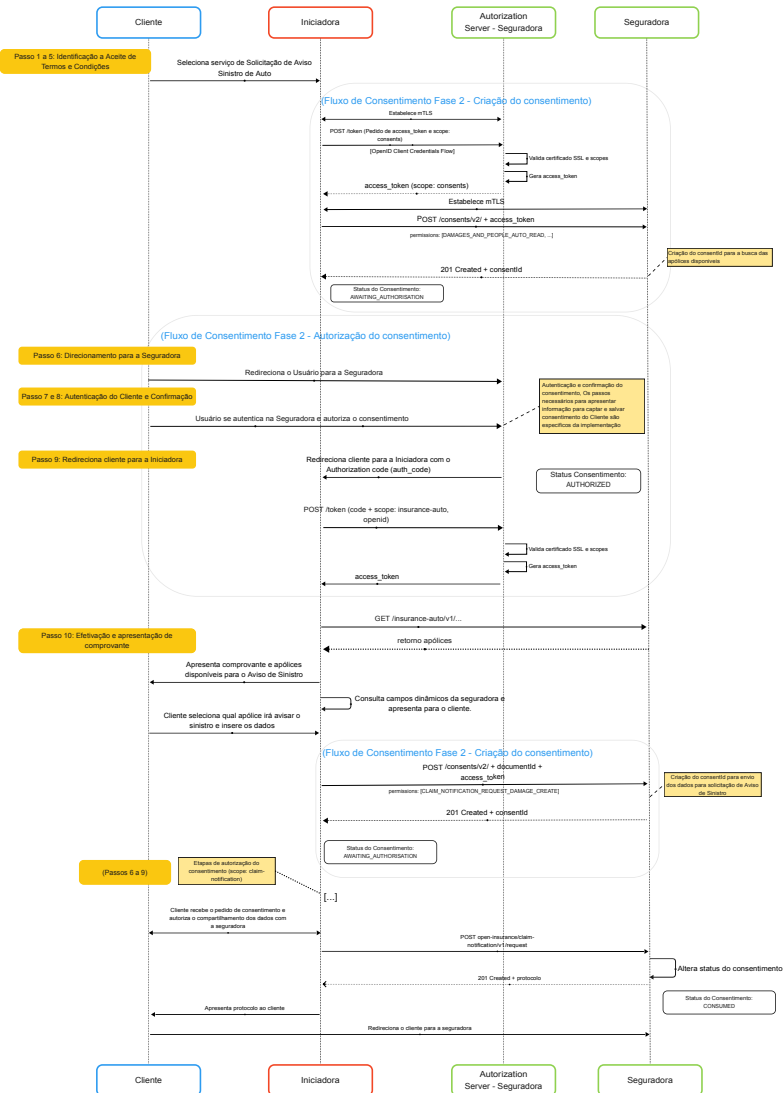 Cliente
Iniciadora
Autorization
Server - Seguradora
Seguradora
Passo 1 a 5: Identificação a Aceite de
Termos e Condições
Seleciona serviço de Solicitação de Aviso
Sinistro de Auto
(Fluxo de Consentimento Fase 2 - Criação do consentimento)
Estabelece mTLS
POST /token (Pedido de access_token e scope:
consents)
[OpenID Client Credentials Flow]
Valida certificado SSL e scopes
Gera access_token
access_token (scope: consents)
Estabelece mTLS
POST /consents/v2/ + access_token
permissions: [DAMAGES_AND_PEOPLE_AUTO_READ, ...]
Criação do consentId para a busca das
apólices disponíveis
201 Created + consentId
Status do Consentimento:
AWAITING_AUTHORISATION
(Fluxo de Consentimento Fase 2 - Autorização do consentimento)
Passo 6: Direcionamento para a Seguradora
Redireciona o Usuário para a Seguradora
Passo 7 e 8: Autenticação do Cliente e Confirmação
Autenticação e confirmação do
consentimento, Os passos
necessários para apresentar
informação para captar e salvar
consentimento do Cliente são
específicos da implementação
Usuário se autentica na Seguradora e autoriza o consentimento
Passo 9: Redireciona cliente para a Iniciadora
Redireciona cliente para a Iniciadora com o
Authorization code (auth_code)
Status Consentimento:
AUTHORIZED
POST /token (code + scope: insurance-auto,
openid)
Valida certificado SSL e scopes
Gera access_token
access_token
GET /insurance-auto/v1/...
Passo 10: Efetivação e apresentação de
comprovante
retorno apólices
Apresenta comprovante e apólices
disponíveis para o Aviso de Sinistro
Consulta campos dinâmicos da seguradora e
apresenta para o cliente.
Cliente seleciona qual apólice irá avisar o
sinistro e insere os dados
(Fluxo de Consentimento Fase 2 - Criação do consentimento)
POST /consents/v2/ + documentId +
access_token
permissions: [CLAIM_NOTIFICATION_REQUEST_DAMAGE_CREATE]
Criação do consentId para envio
dos dados para solicitação de Aviso
de Sinistro
201 Created + consentId
Status do Consentimento:
AWAITING_AUTHORISATION
(Passos 6 a 9)
Etapas de autorização do
consentimento (scope: claim-
notification)
[...]
Cliente recebe o pedido de consentimento e
autoriza o compartilhamento dos dados com
a seguradora
POST open-insurance/claim-
notification/v1/request
Altera status do consentimento
201 Created + protocolo
Status do Consentimento:
CONSUMED
Apresenta protocolo ao cliente
Redireciona o cliente para a seguradora
Cliente
Iniciadora
Autorization
Server - Seguradora
Seguradora